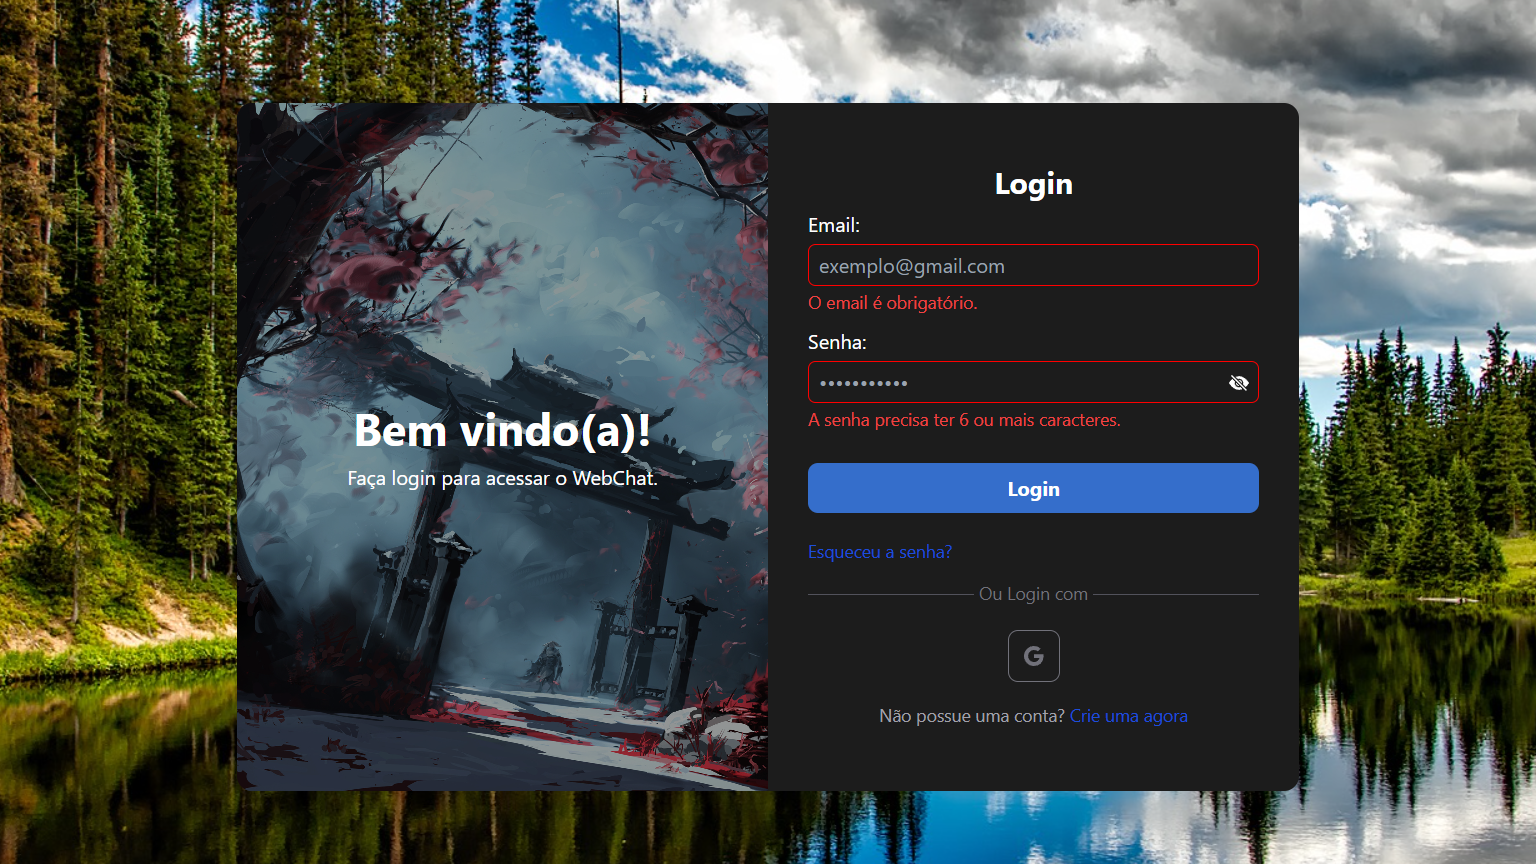 Bem vindo(a)!
Faça login para acessar o WebChat.
Login
Email:
exemplo@gmail.com
O email é obrigatório.
Senha:
•••••••••••
A senha precisa ter 6 ou mais caracteres.
Login
Esqueceu a senha?
Ou Login com
G
Não possue uma conta? Crie uma agora